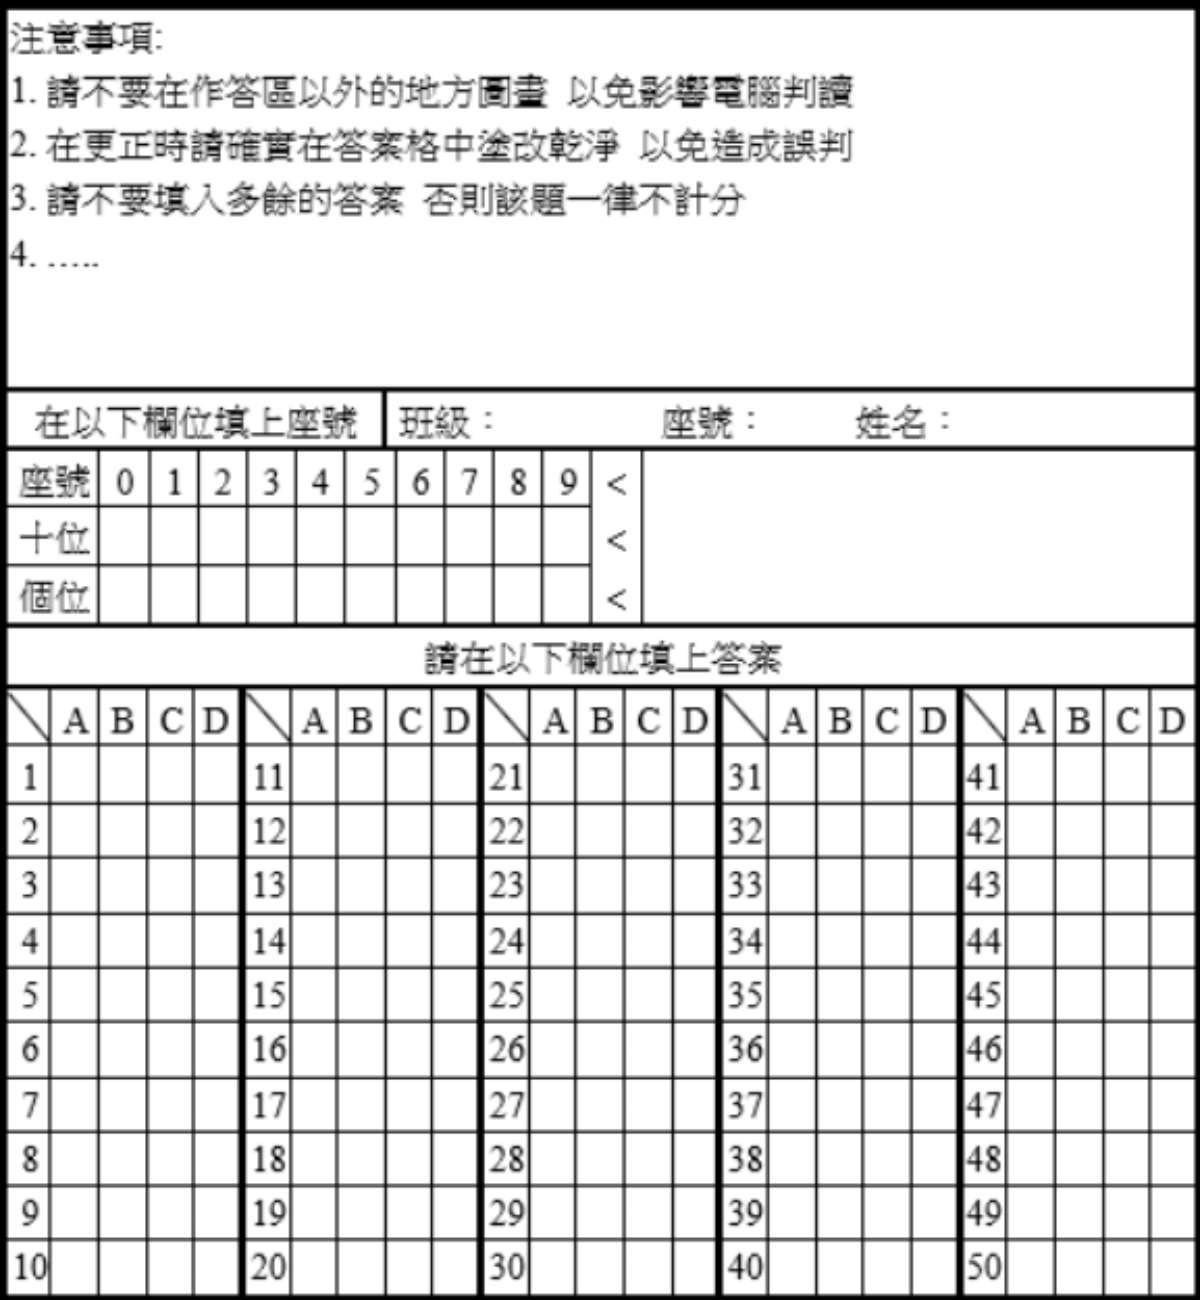 注意事項:
1. 請不要在作答區以外的地方圖畫 以免影響電腦判讀
2. 在更正時請確實在答案格中塗改乾淨 以免造成誤判
3. 請不要填入多餘的答案 否則該題一律不計分
4. .....
在以下欄位填上座號 班級： 座號： 姓名：
座號 0 1 2 3 4 5 6 7 8 9 <
十位 <
個位 <
請在以下欄位填上答案
A B C D A B C D A B C D A B C D A B C D
1 11 21 31 41
2 12 22 32 42
3 13 23 33 43
4 14 24 34 44
5 15 25 35 45
6 16 26 36 46
7 17 27 37 47
8 18 28 38 48
9 19 29 39 49
10 20 30 40 50